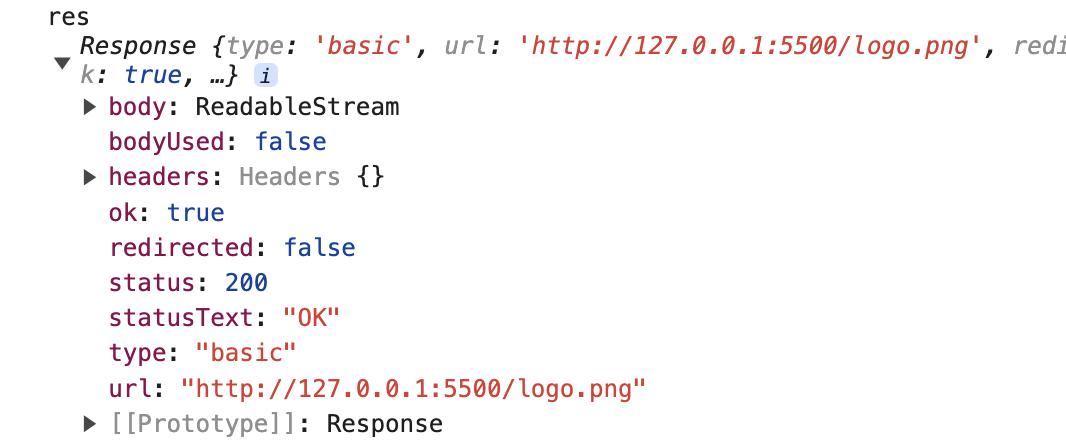 res
Response {type: 'basic', url: 'http://127.0.0.1:5500/logo.png', redi
k: true, …} i
body: ReadableStream
bodyUsed: false
headers: Headers {}
ok: true
redirected: false
status: 200
statusText: "OK"
type: "basic"
url: "http://127.0.0.1:5500/logo.png"
[[Prototype]]: Response